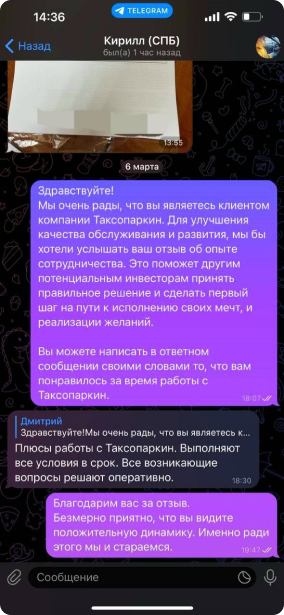 14:36
TELEGRAM
Назад
Кирилл (СПБ)
был(а) 1 час назад
13:55
6 марта
Здравствуйте!
Мы очень рады, что вы являетесь клиентом
компании Таксопаркин. Для улучшения
качества обслуживания и развития, мы бы
хотели услышать ваш отзыв об опыте
сотрудничества. Это поможет другим
потенциальным инвесторам принять
правильное решение и сделать первый
шаг на пути к исполнению своих мечт, и
реализации желаний.
Вы можете написать в ответном
сообщении своими словами то, что вам
понравилось за время работы с
Таксопаркин.
18:07
Дмитрий
Здравствуйте!Мы очень рады, что вы являетесь к...
Плюсы работы с Таксопаркин. Выполняют
все условия в срок. Все возникающие
вопросы решают оперативно.
18:30
Благодарим вас за отзыв.
Безмерно приятно, что вы видите
положительную динамику. Именно ради
этого мы и стараемся.
19:47
Сообщение